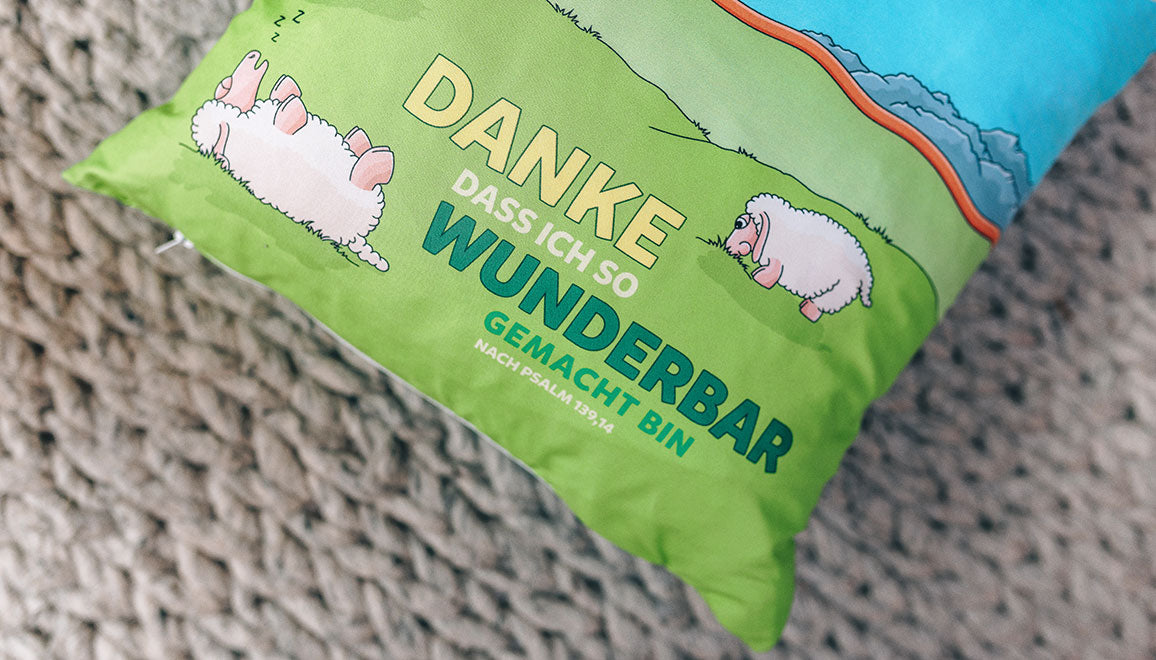 z
z
z
DANKE
DASS ICH SO
WUNDERBAR
GEMACHT BIN
NACH PSALM 139,14